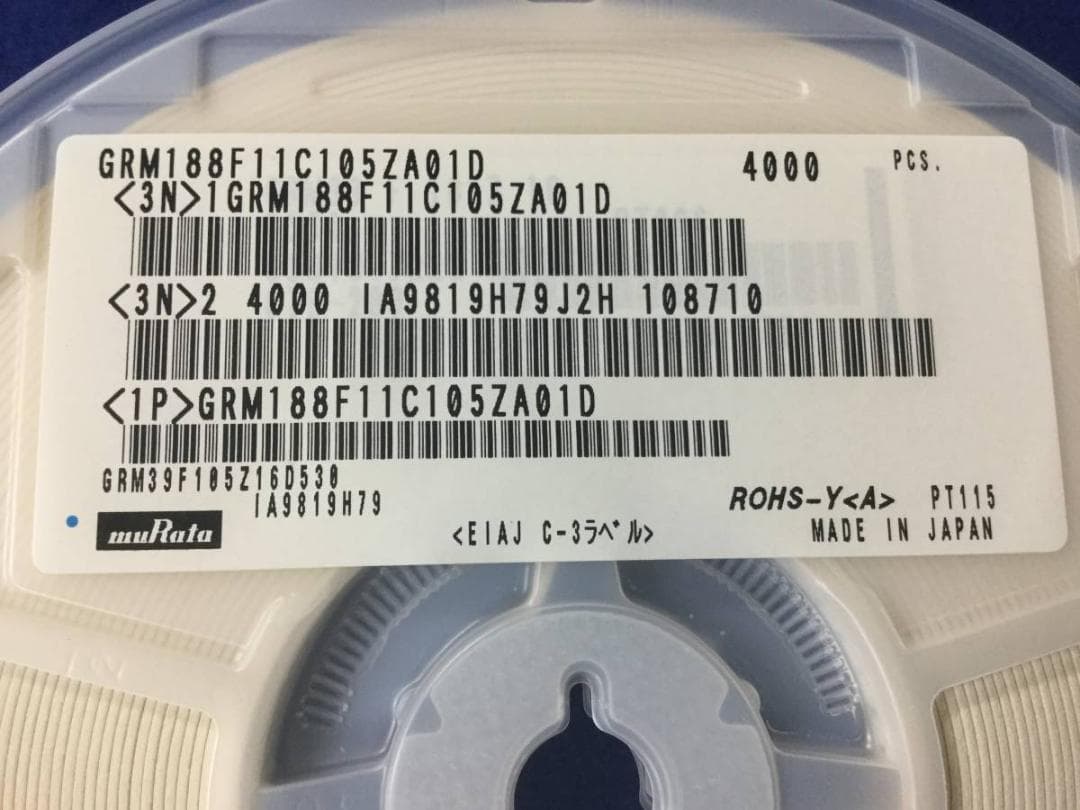 GRM188F11C105ZA01D 4000 PCS.
<3N>1GRM188F11C105ZA01D
<3N>2 4000 IA9819H79J2H 108710
<1P>GRM188F11C105ZA01D
GRM39F105Z16D530
IA9819H79
ROHS-Y<A> PT115
muRata <EIAJ C-3ラベル> MADE IN JAPAN